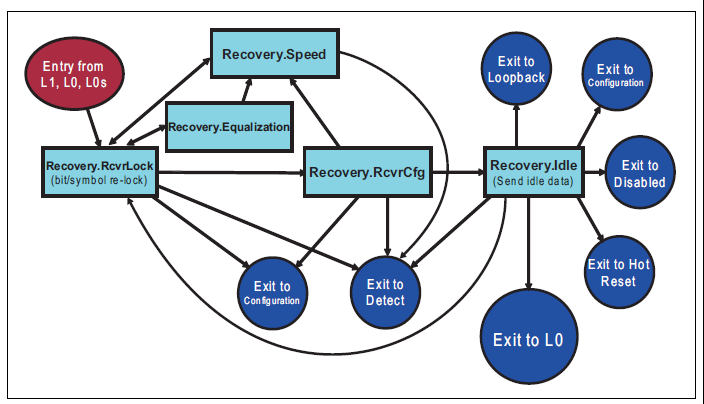 Recovery.Speed
Entry from
L1, L0, L0s
Exit to
Loopback
Exit to
Configuration
Recovery.Equalization
Recovery.RcvrLock
(bit/symbol re-lock)
Recovery.RcvrCfg
Recovery.Idle
(Send idle data)
Exit to
Disabled
Exit to
Configuration
Exit to
Detect
Exit to Hot
Reset
Exit to L0